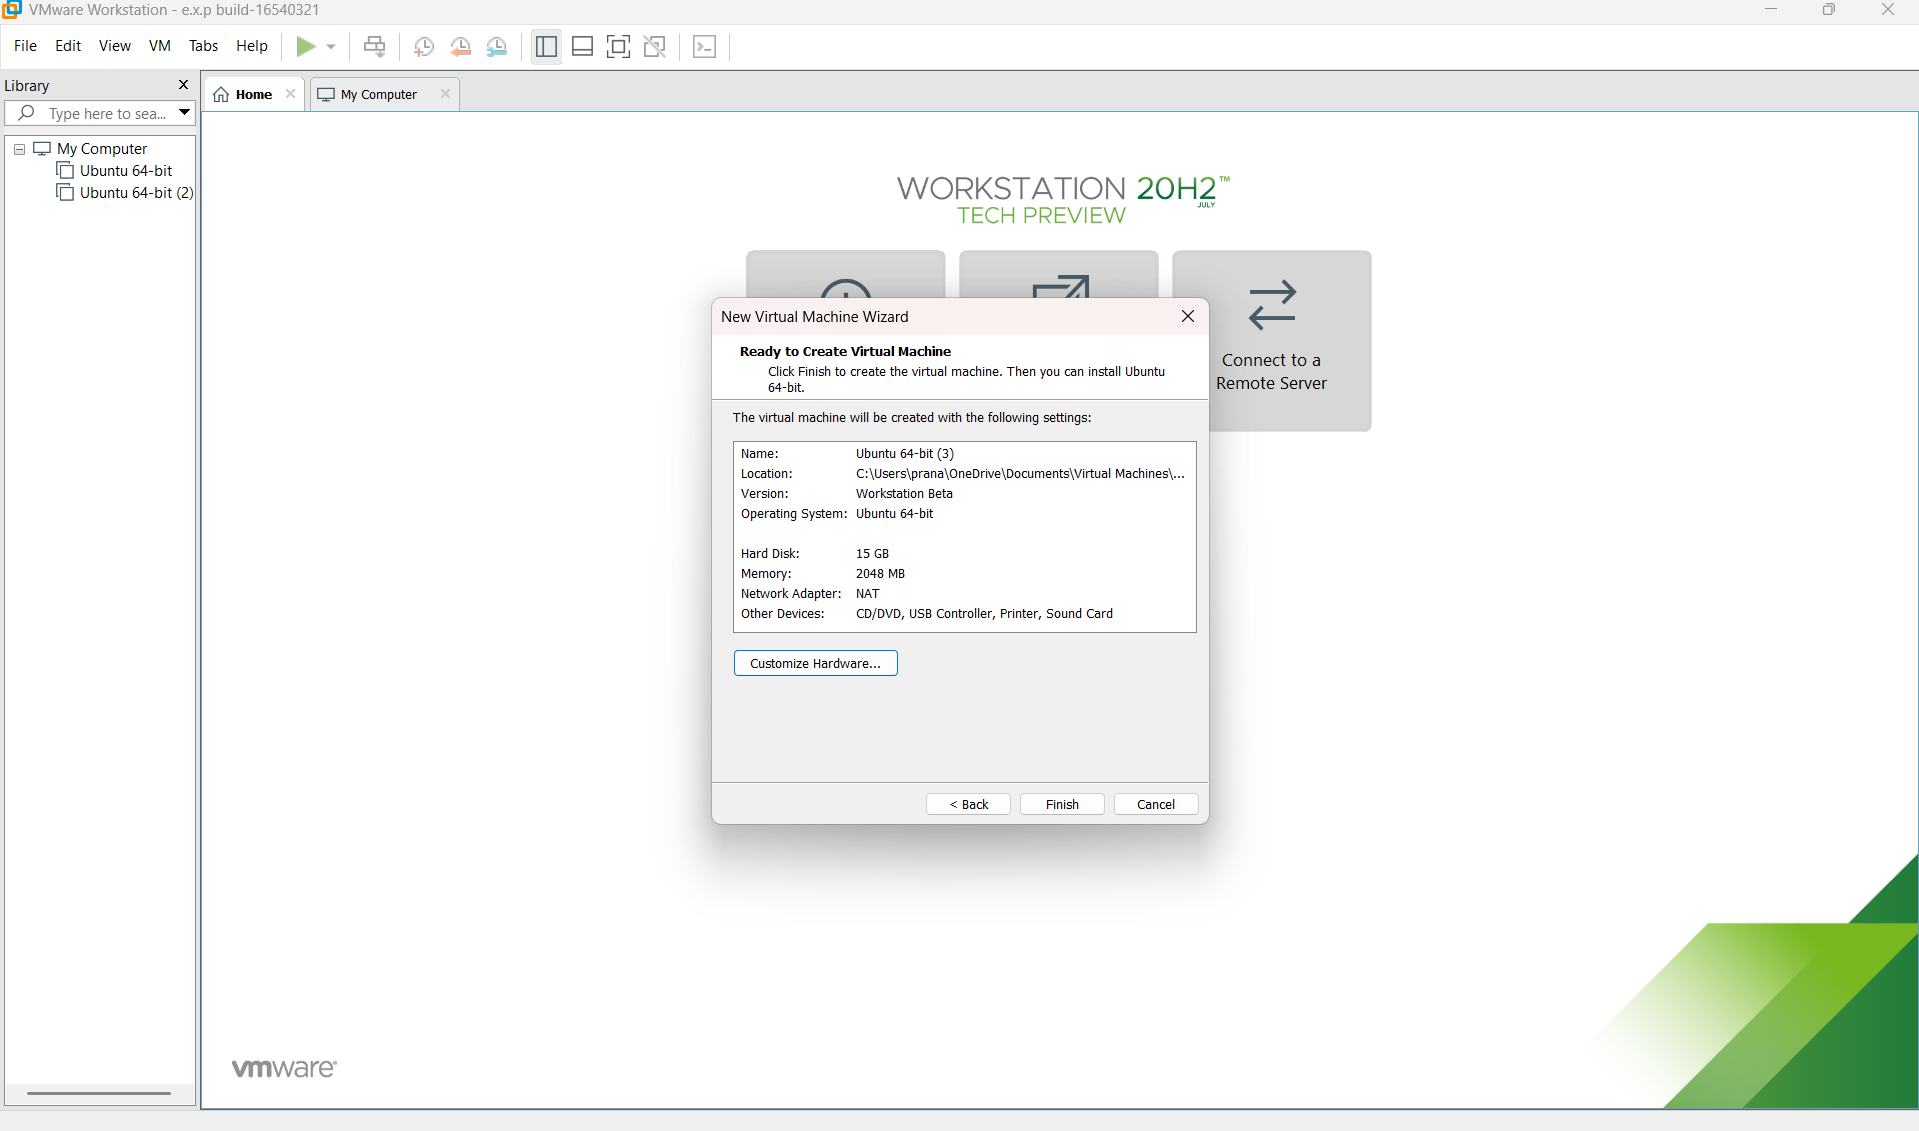 VMware Workstation - e.x.p build-16540321
File Edit View VM Tabs Help
Library
Type here to sea...
My Computer
Ubuntu 64-bit
Ubuntu 64-bit (2)
Home
My Computer
WORKSTATION 20H2™
JULY
TECH PREVIEW
Connect to a
Remote Server
New Virtual Machine Wizard
Ready to Create Virtual Machine
Click Finish to create the virtual machine. Then you can install Ubuntu
64-bit.
The virtual machine will be created with the following settings:
Name: Ubuntu 64-bit (3)
Location: C:\Users\prana\OneDrive\Documents\Virtual Machines\...
Version: Workstation Beta
Operating System: Ubuntu 64-bit
Hard Disk: 15 GB
Memory: 2048 MB
Network Adapter: NAT
Other Devices: CD/DVD, USB Controller, Printer, Sound Card
Customize Hardware...
< Back Finish Cancel
vmware